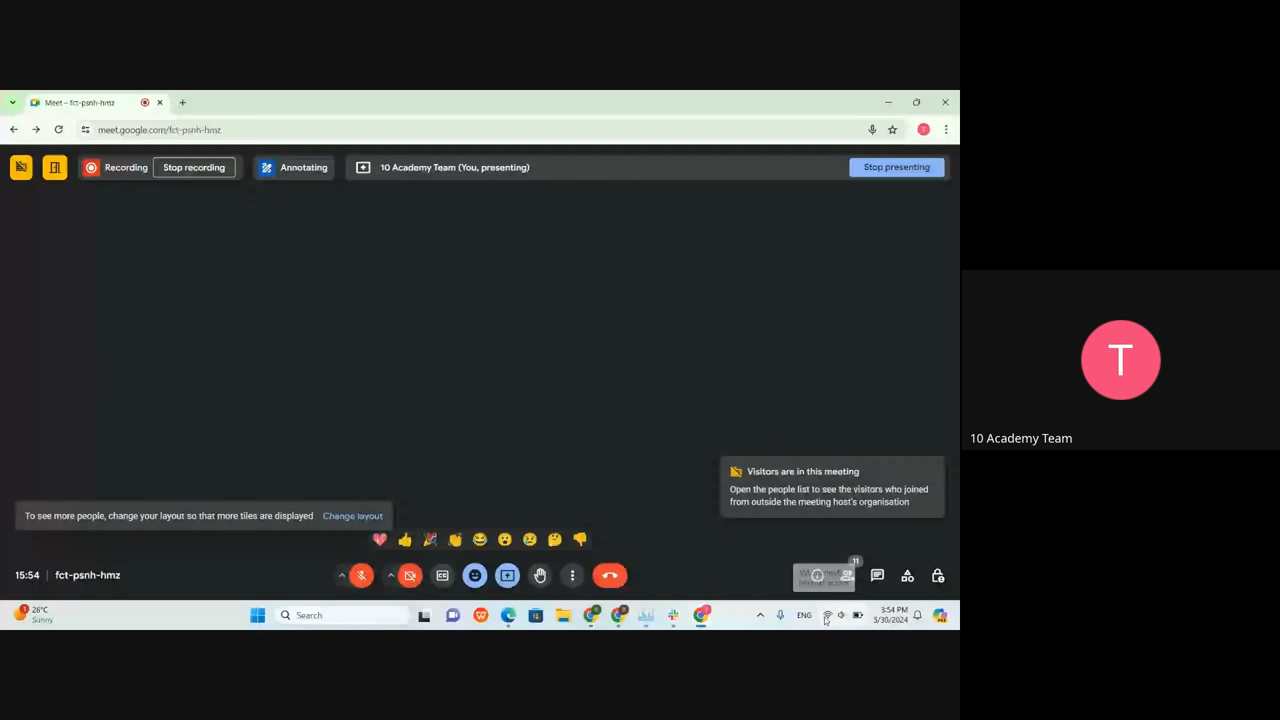 Meet – fct-psnh-hmz
meet.google.com/fct-psnh-hmz
T
Recording
Stop recording
Annotating
10 Academy Team (You, presenting)
Stop presenting
T
10 Academy Team
Visitors are in this meeting
Open the people list to see the visitors who joined
from outside the meeting host's organisation
To see more people, change your layout so that more tiles are displayed
Change layout
15:54
fct-psnh-hmz
11
26°C
Sunny
Search
ENG
3:54 PM
5/30/2024